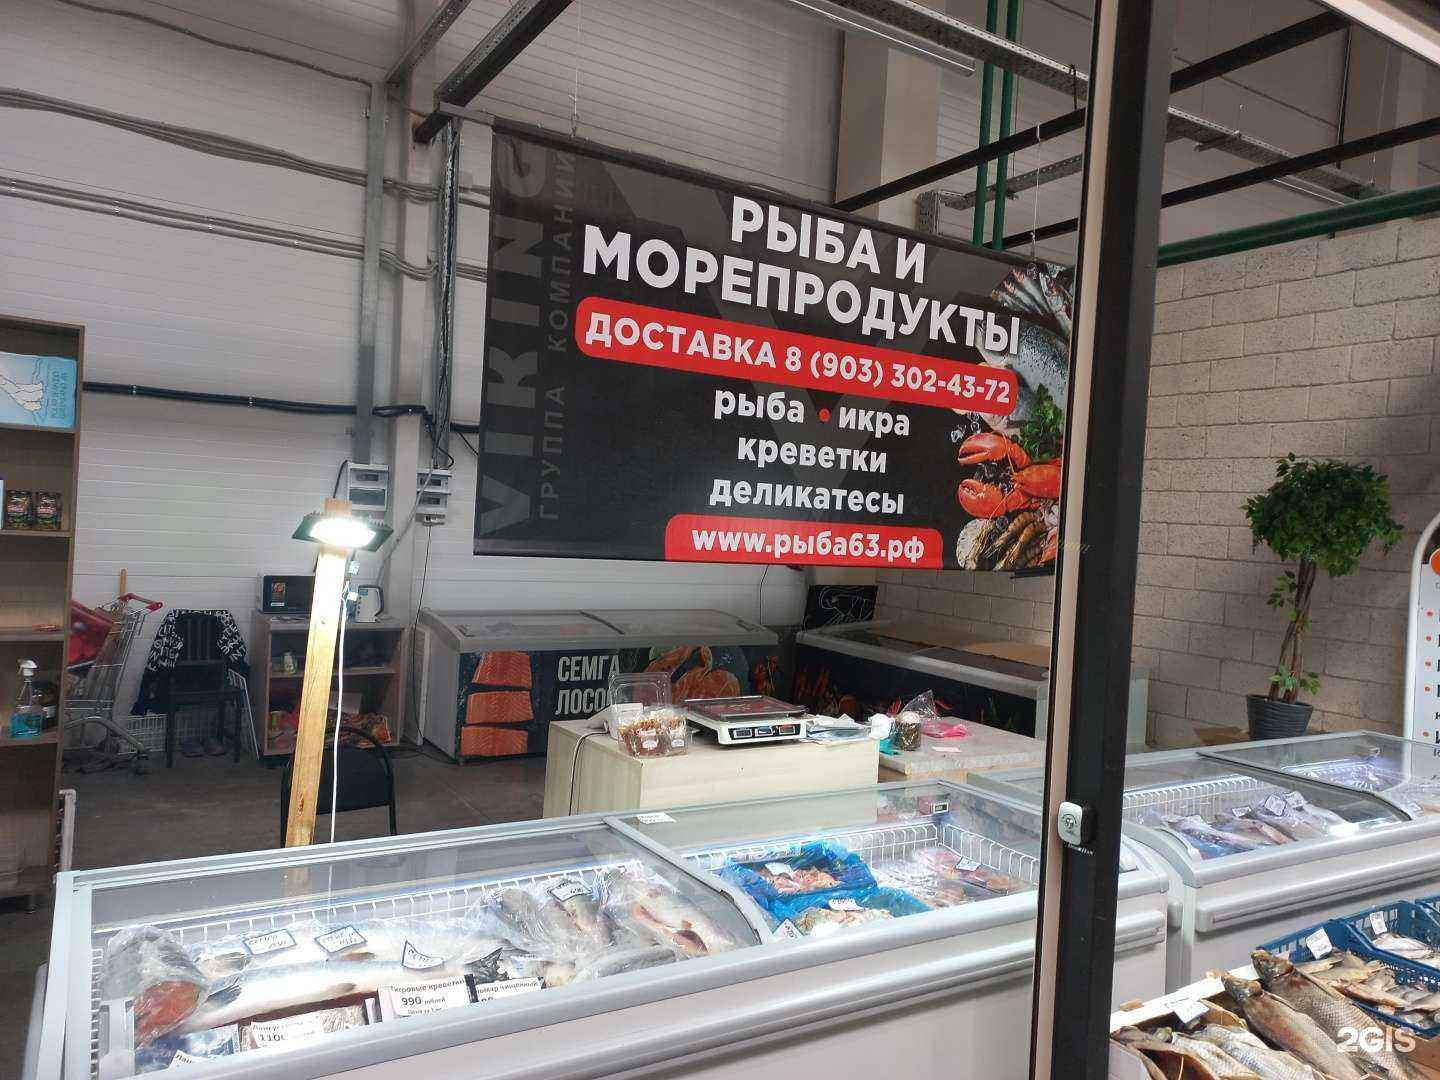 VIKING
ГРУППА КОМПАНИЙ
РЫБА И
МОРЕПРОДУКТЫ
ДОСТАВКА 8 (903) 302-43-72
рыба • икра
креветки
деликатесы
www.рыба63.рф
СЕМГА
ЛОСО
Тигровые креветки
990 рублей
1100
2GIS